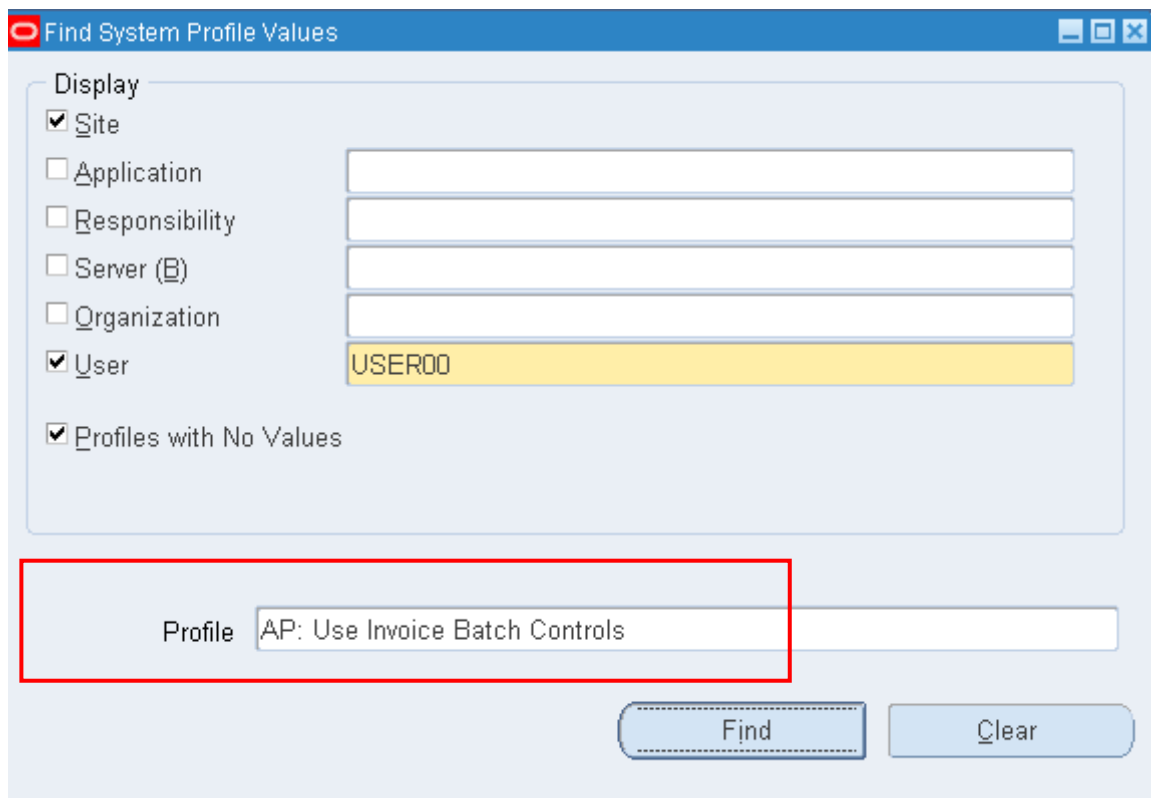 Find System Profile Values
Display
Site
Application
Responsibility
Server (B)
Organization
User USER00
Profiles with No Values
Profile AP: Use Invoice Batch Controls
Find Clear